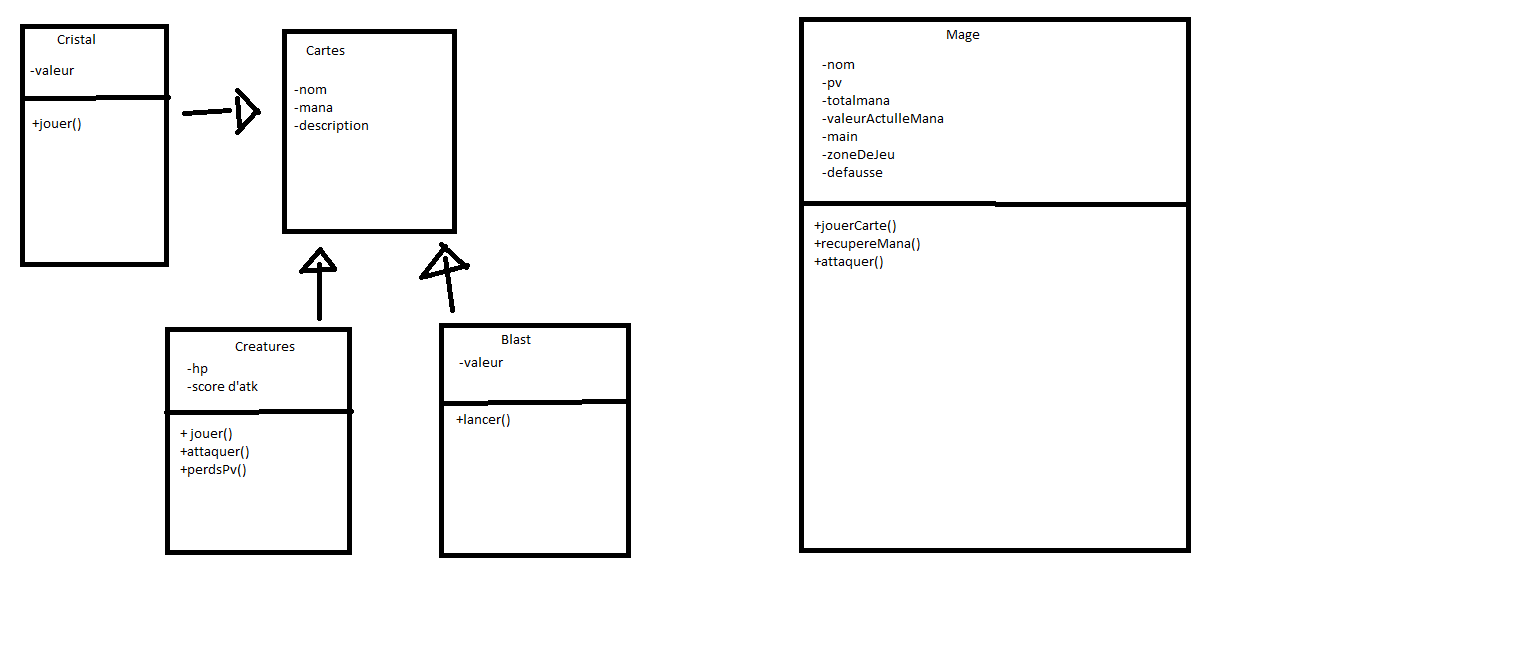 Cristal
-valeur
+jouer()
Cartes
-nom
-mana
-description
Creatures
-hp
-score d'atk
+ jouer()
+attaquer()
+perdsPv()
Blast
-valeur
+lancer()
Mage
-nom
-pv
-totalmana
-valeurActulleMana
-main
-zoneDeJeu
-defausse
+jouerCarte()
+recupereMana()
+attaquer()